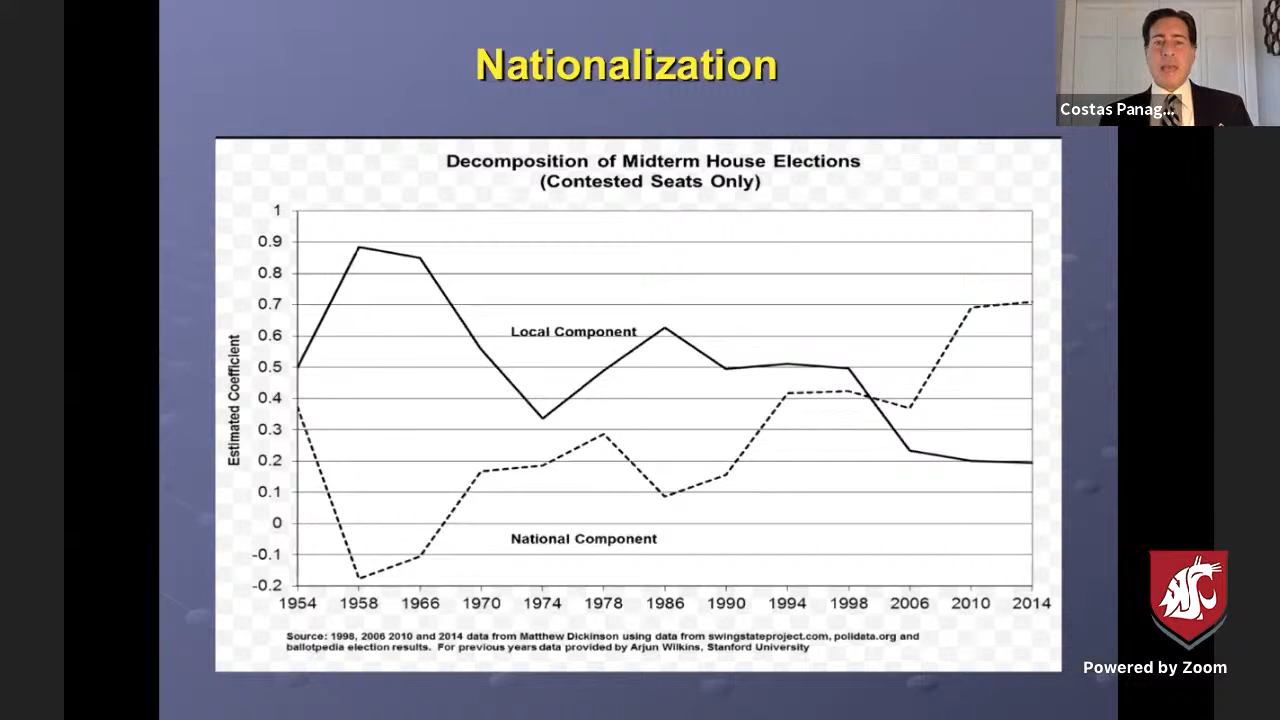 Nationalization
Costas Panag...
Decomposition of Midterm House Elections
(Contested Seats Only)
Estimated Coefficient
1
0.9
0.8
0.7
0.6
0.5
0.4
0.3
0.2
0.1
0
-0.1
-0.2
Local Component
National Component
1954 1958 1966 1970 1974 1978 1986 1990 1994 1998 2006 2010 2014
Source: 1998, 2006 2010 and 2014 data from Matthew Dickinson using data from swingstateproject.com, polidata.org and
ballotpedia election results. For previous years data provided by Arjun Wilkins, Stanford University
Powered by Zoom